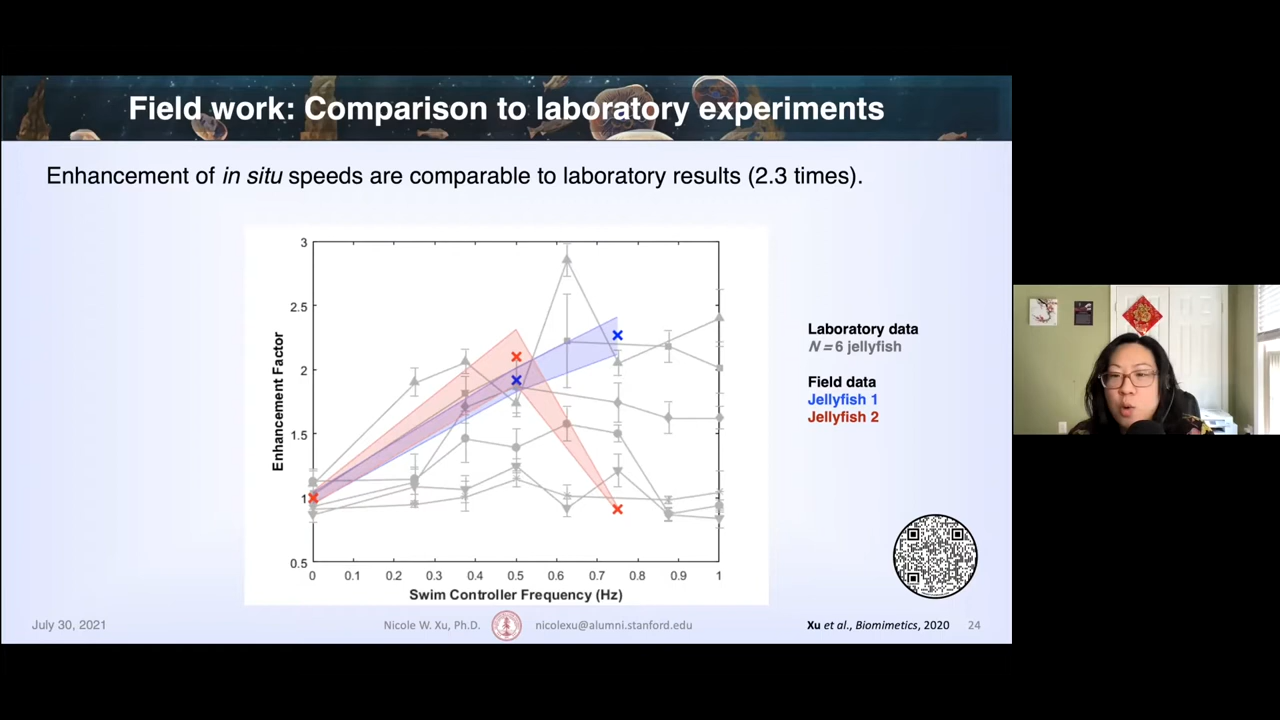 Field work: Comparison to laboratory experiments
Enhancement of in situ speeds are comparable to laboratory results (2.3 times).
3
2.5
2
1.5
1
0.5
Enhancement Factor
0 0.1 0.2 0.3 0.4 0.5 0.6 0.7 0.8 0.9 1
Swim Controller Frequency (Hz)
Laboratory data
N = 6 jellyfish
Field data
Jellyfish 1
Jellyfish 2
July 30, 2021
Nicole W. Xu, Ph.D.
nicolexu@alumni.stanford.edu
Xu et al., Biomimetics, 2020
24